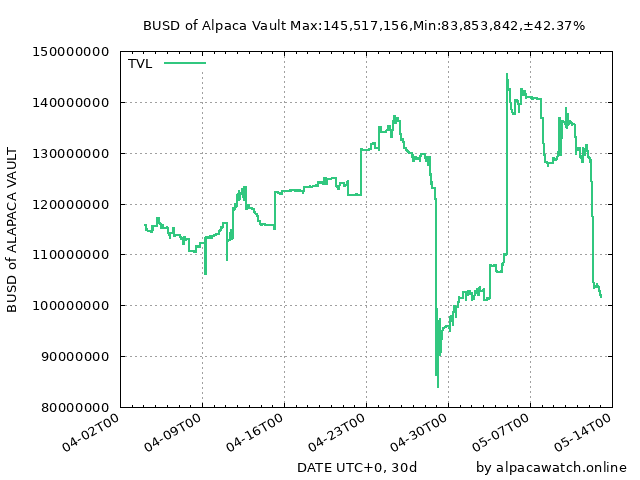 BUSD of Alpaca Vault Max:145,517,156,Min:83,853,842,±42.37%
150000000
TVL
140000000
130000000
120000000
110000000
100000000
90000000
80000000
BUSD of ALAPACA VAULT
04-02T00
04-09T00
04-16T00
04-23T00
04-30T00
05-07T00
05-14T00
DATE UTC+0, 30d
by alpacawatch.online